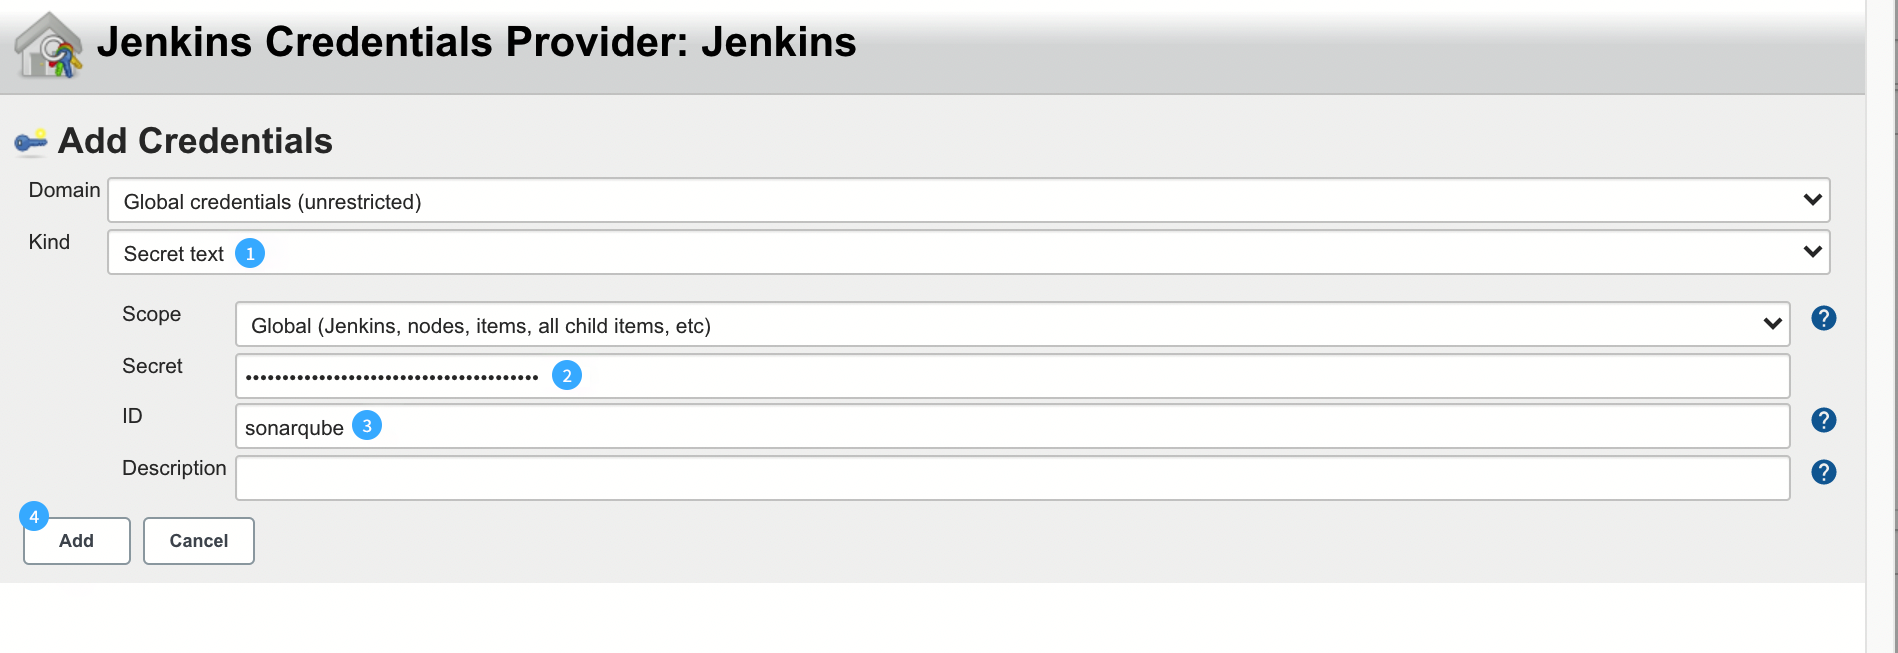 Jenkins Credentials Provider: Jenkins
Add Credentials
Domain Global credentials (unrestricted)
Kind Secret text 1
Scope Global (Jenkins, nodes, items, all child items, etc) ?
Secret •••••••••••••••••••••••••••••••••••••••• 2
ID sonarqube 3 ?
Description ?
4
Add Cancel